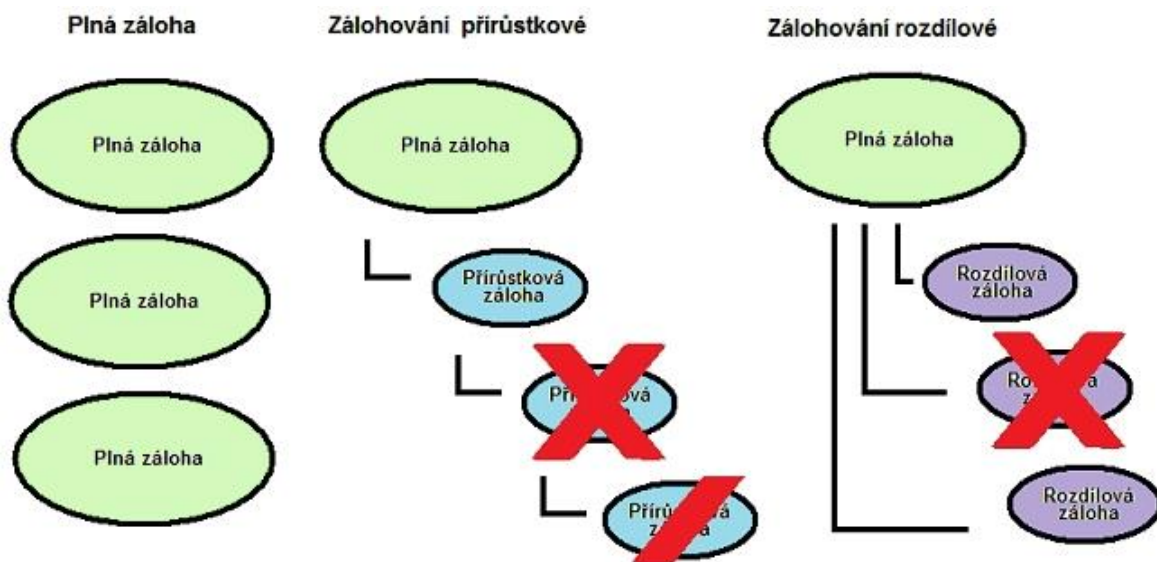 Plná záloha
Zálohování přírůstkové
Zálohování rozdílové
Plná záloha
Plná záloha
Plná záloha
Plná záloha
Přírůstková
záloha
Plná záloha
Rozdílová
záloha
Rozdílová
záloha